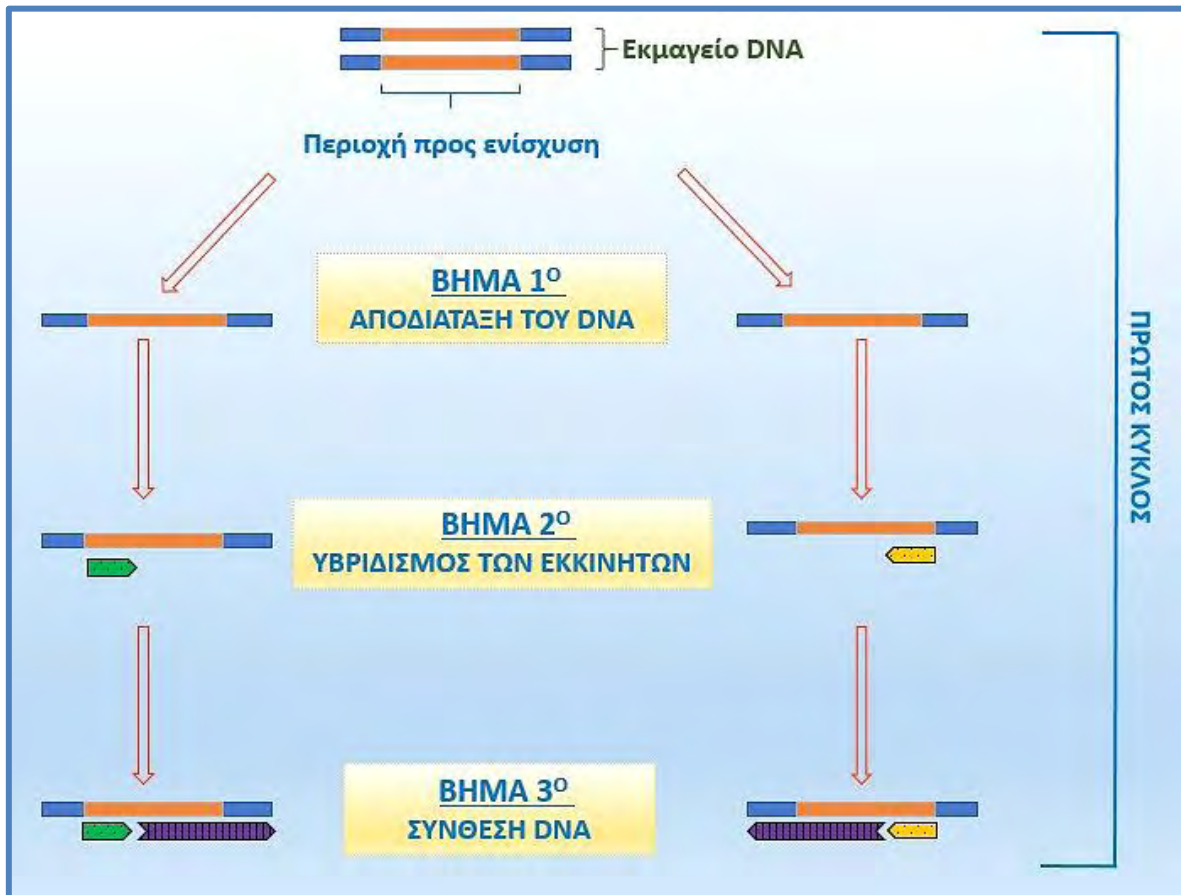 Εκμαγείο DNA
Περιοχή προς ενίσχυση
ΒΗΜΑ 1Ο
ΑΠΟΔΙΑΤΑΞΗ ΤΟΥ DNA
ΒΗΜΑ 2Ο
ΥΒΡΙΔΙΣΜΟΣ ΤΩΝ ΕΚΚΙΝΗΤΩΝ
ΒΗΜΑ 3Ο
ΣΥΝΘΕΣΗ DNA
ΠΡΩΤΟΣ ΚΥΚΛΟΣ